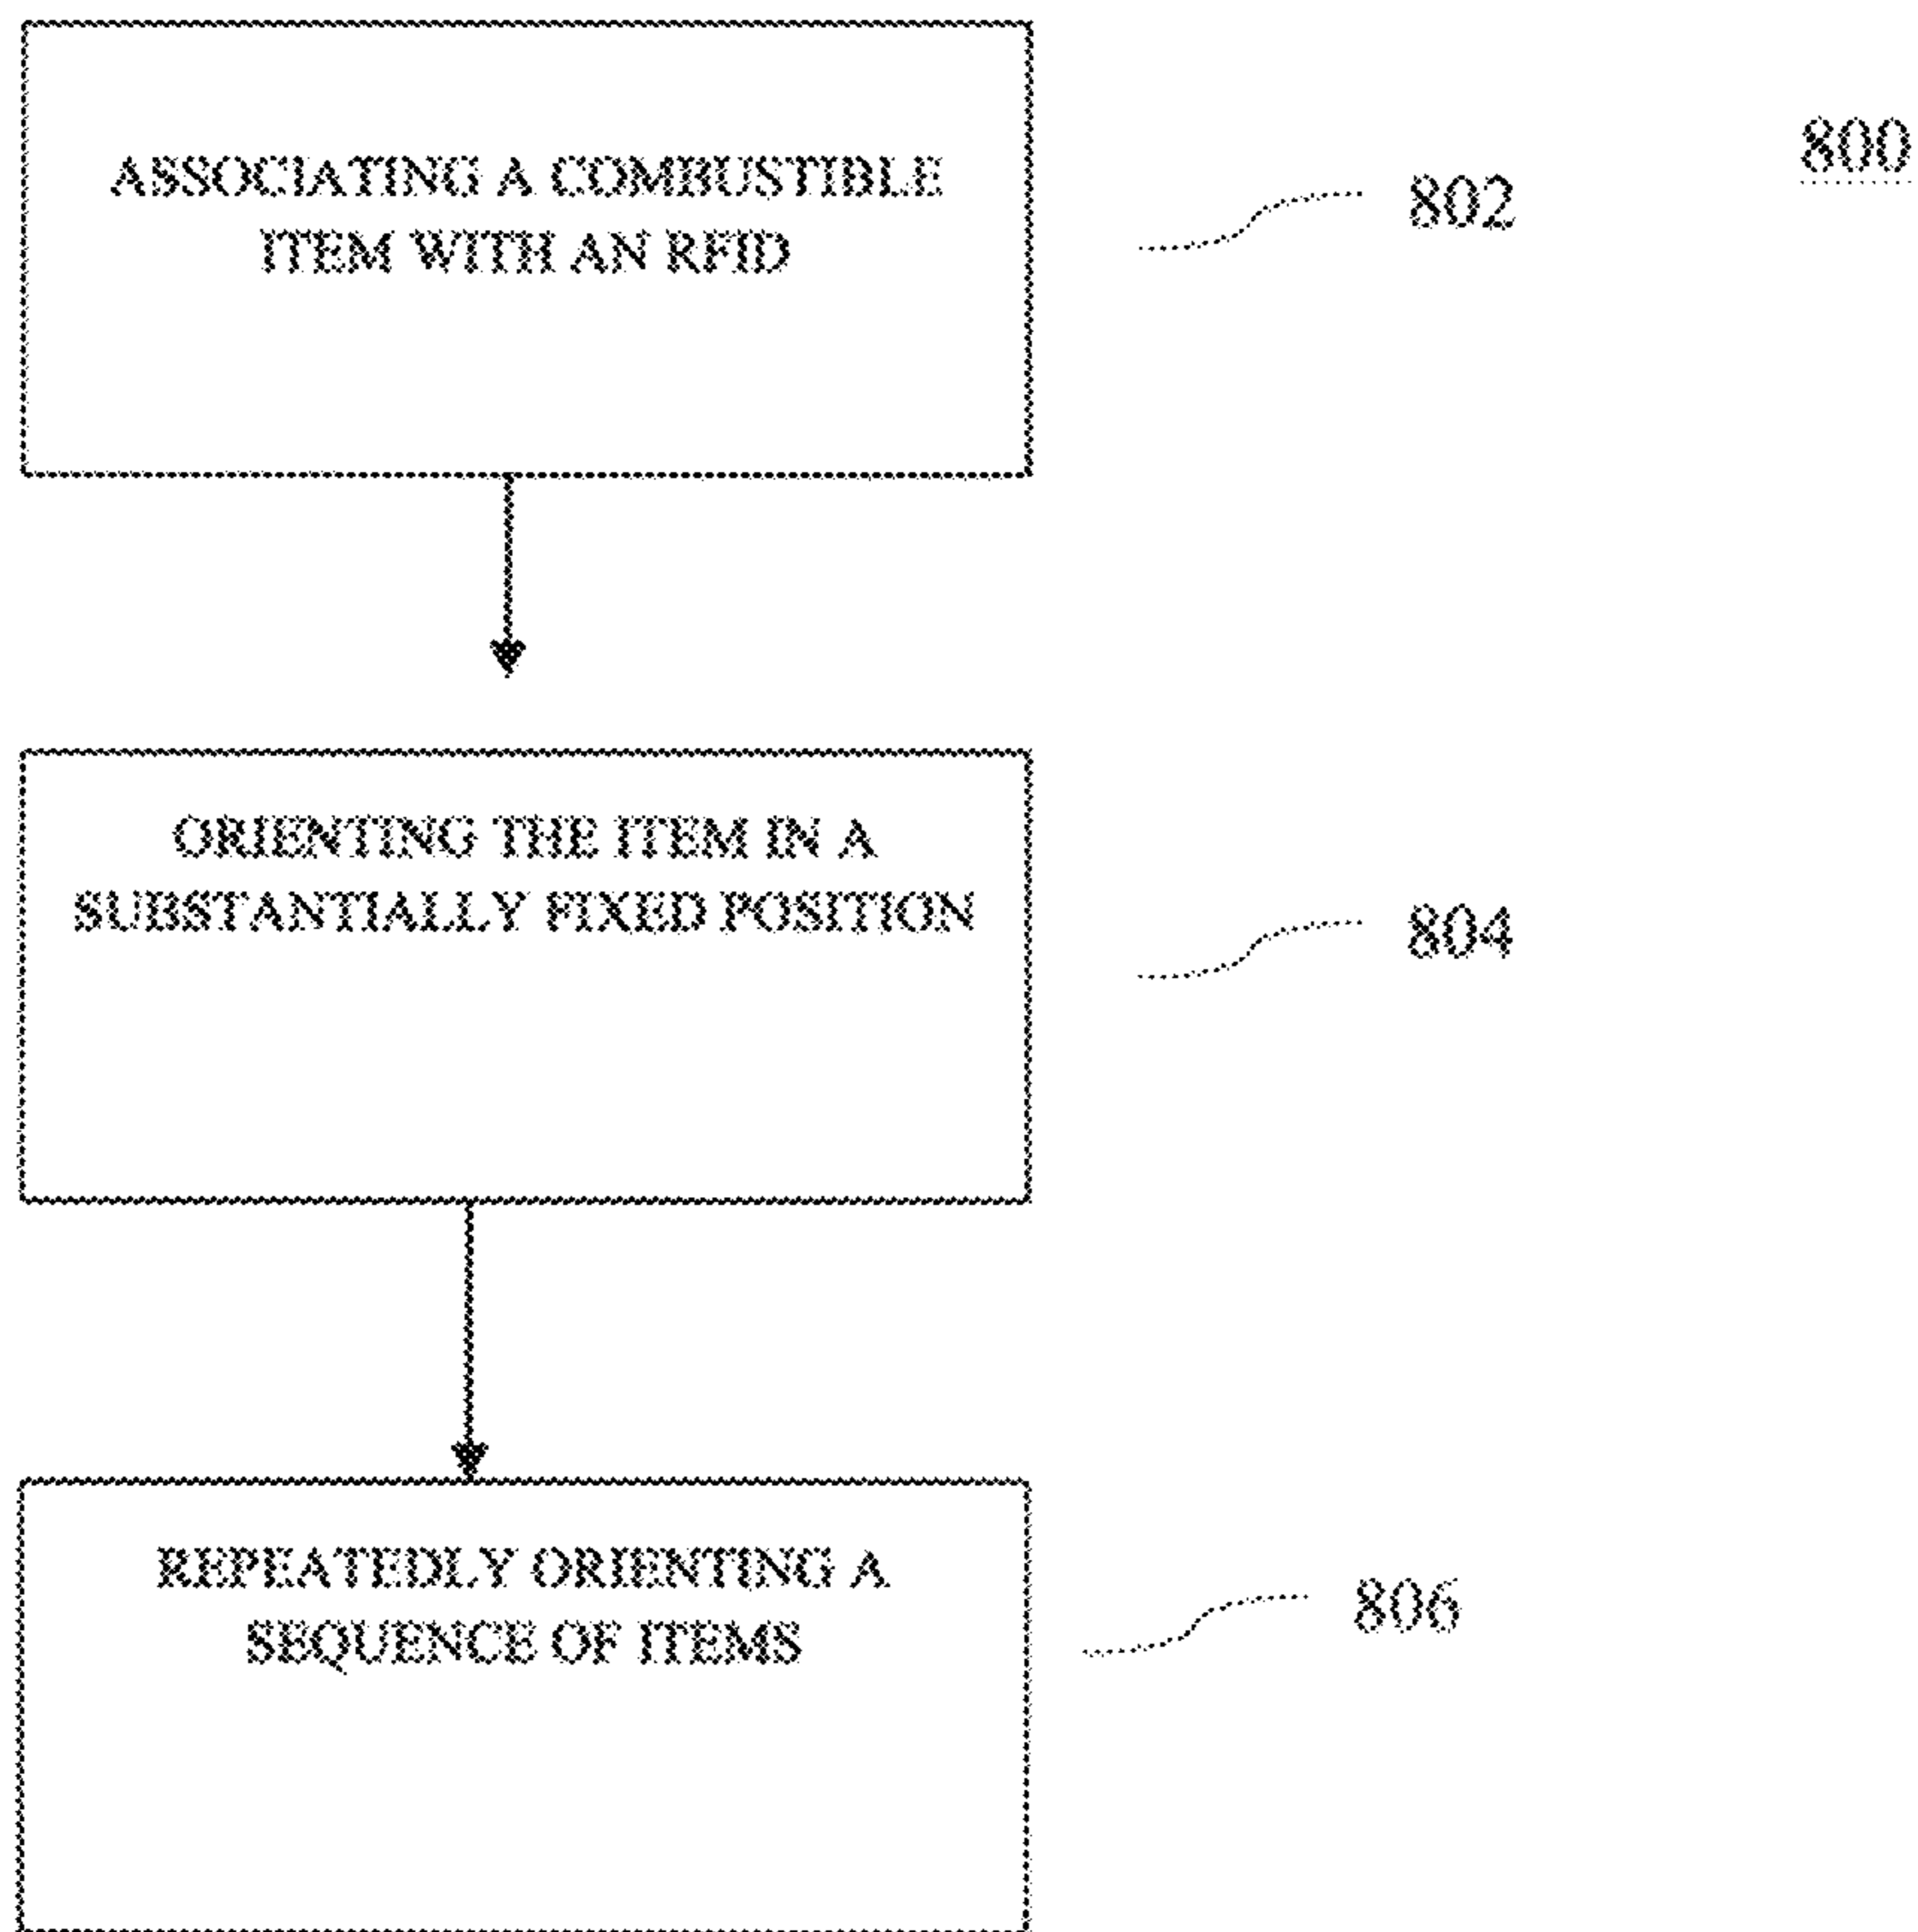 800
ASSOCIATING A COMBUSTIBLE
ITEM WITH AN RFID
802
ORIENTING THE ITEM IN A
SUBSTANTIALLY FIXED POSITION
804
REPEATEDLY ORIENTING A
SEQUENCE OF ITEMS
806